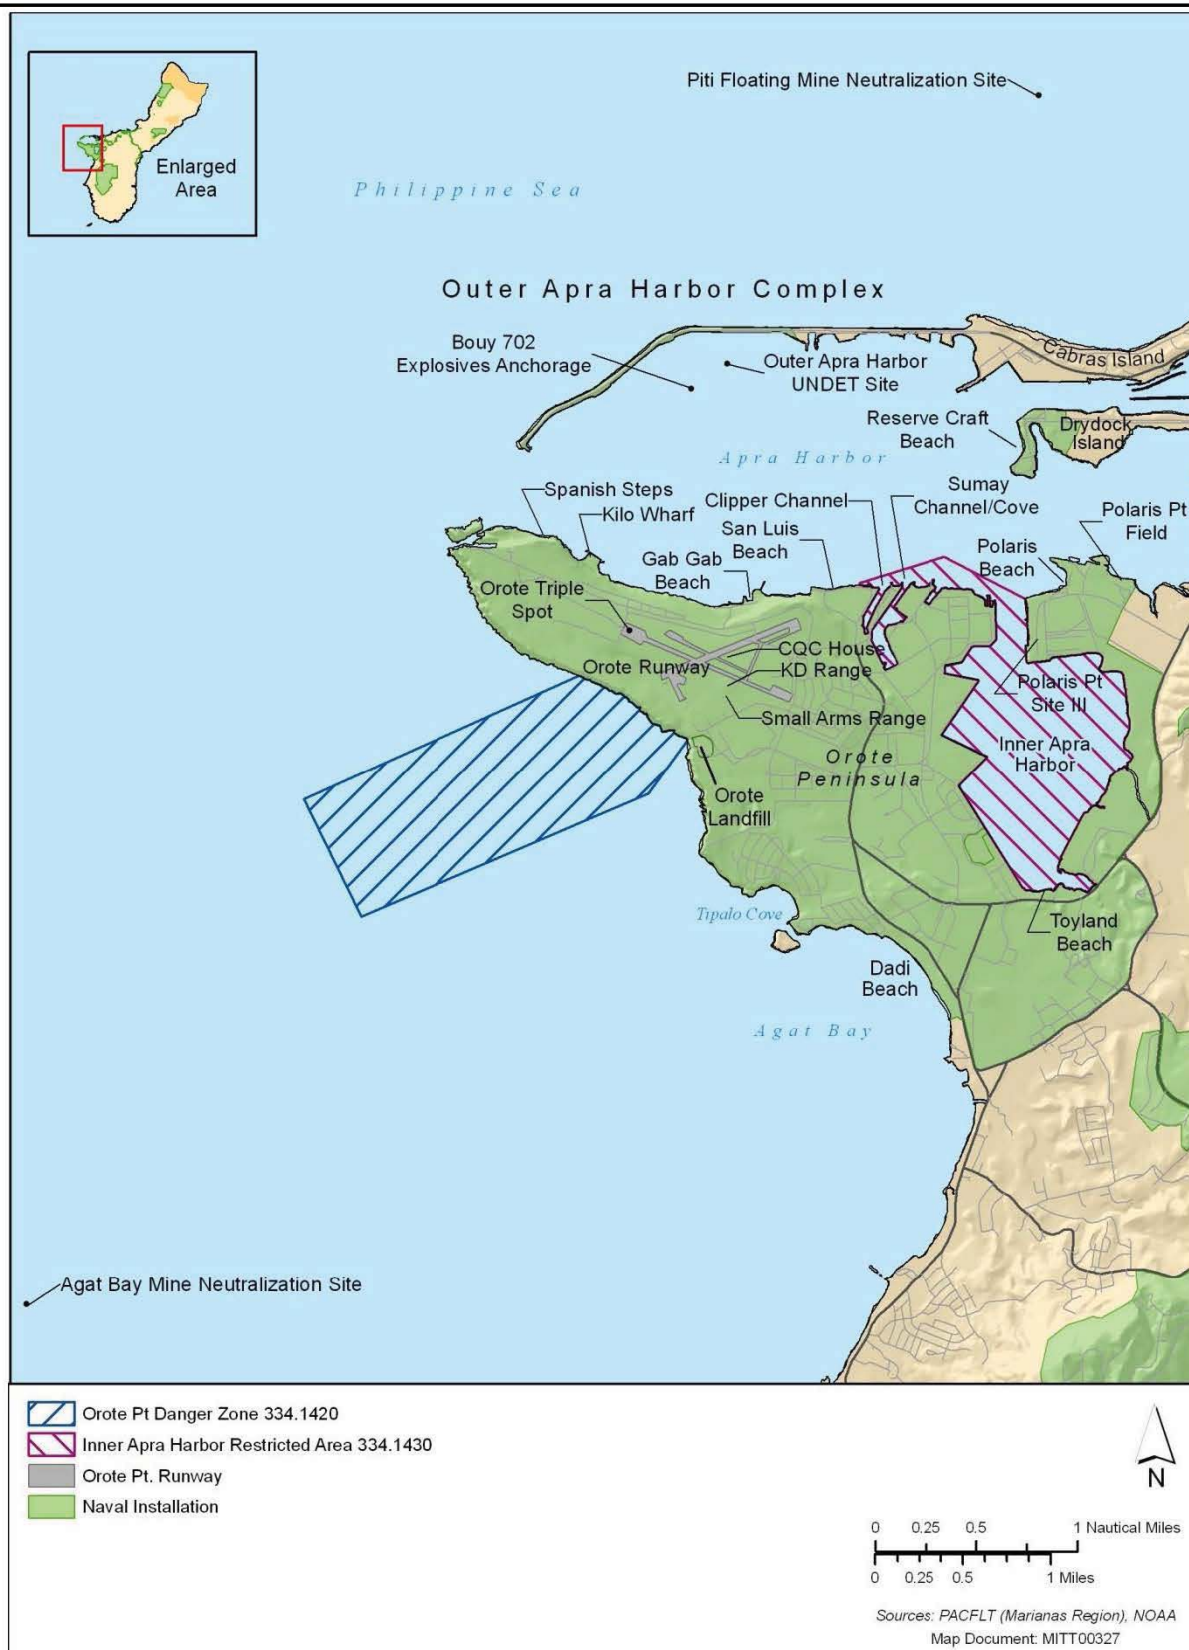 Piti Floating Mine Neutralization Site
Enlarged
Area
Philippine Sea
Outer Apra Harbor Complex
Bouy 702
Explosives Anchorage
Outer Apra Harbor
UNDET Site
Cabras Island
Reserve Craft
Beach
Drydock
Island
Apra Harbor
Spanish Steps
Kilo Wharf
Clipper Channel
Sumay
Channel/Cove
San Luis
Beach
Gab Gab
Beach
Polaris
Beach
Polaris Pt
Field
Orote Triple
Spot
Orote Runway
CQC House
KD Range
Small Arms Range
Polaris Pt
Site III
Inner Apra
Harbor
Orote
Peninsula
Orote
Landfill
Tipalo Cove
Toyland
Beach
Dadi
Beach
Agat Bay
Agat Bay Mine Neutralization Site
Orote Pt Danger Zone 334.1420
Inner Apra Harbor Restricted Area 334.1430
Orote Pt. Runway
Naval Installation
N
0 0.25 0.5 1 Nautical Miles
0 0.25 0.5 1 Miles
Sources: PACFLT (Marianas Region), NOAA
Map Document: MITT00327